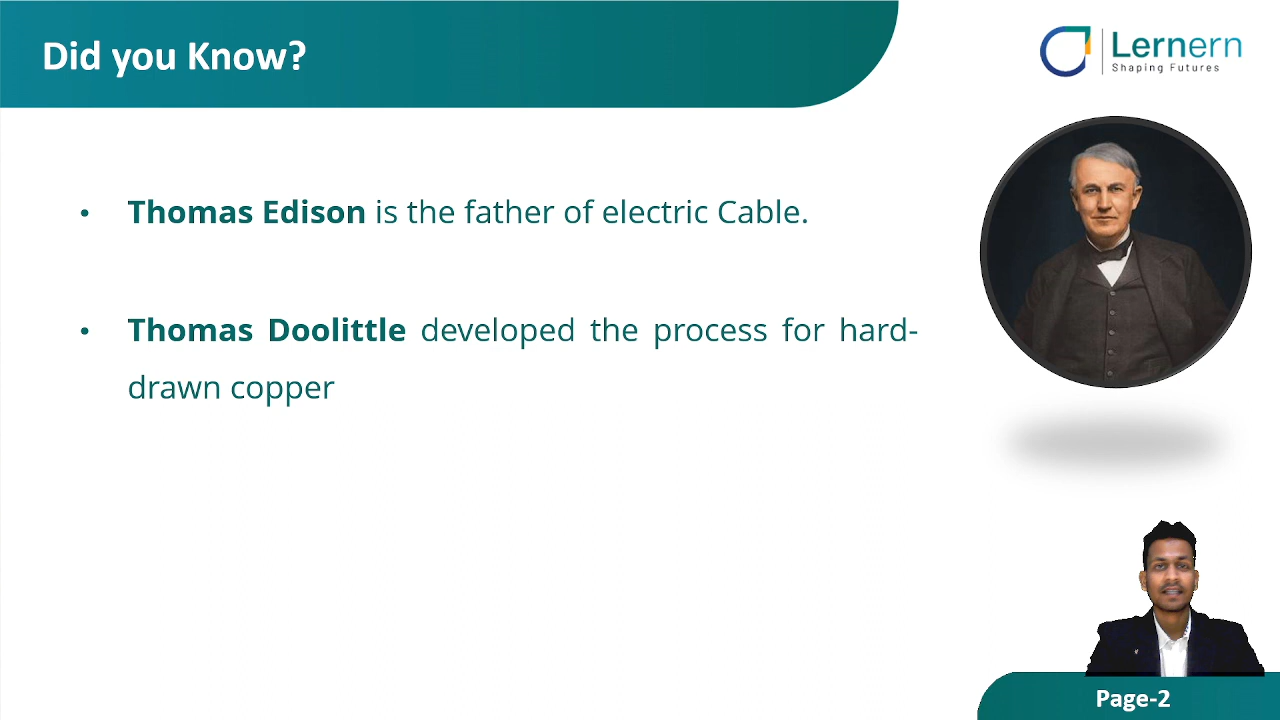 Did you Know?
Lernern
Shaping Futures
• Thomas Edison is the father of electric Cable.
• Thomas Doolittle developed the process for hard-
drawn copper
Page-2